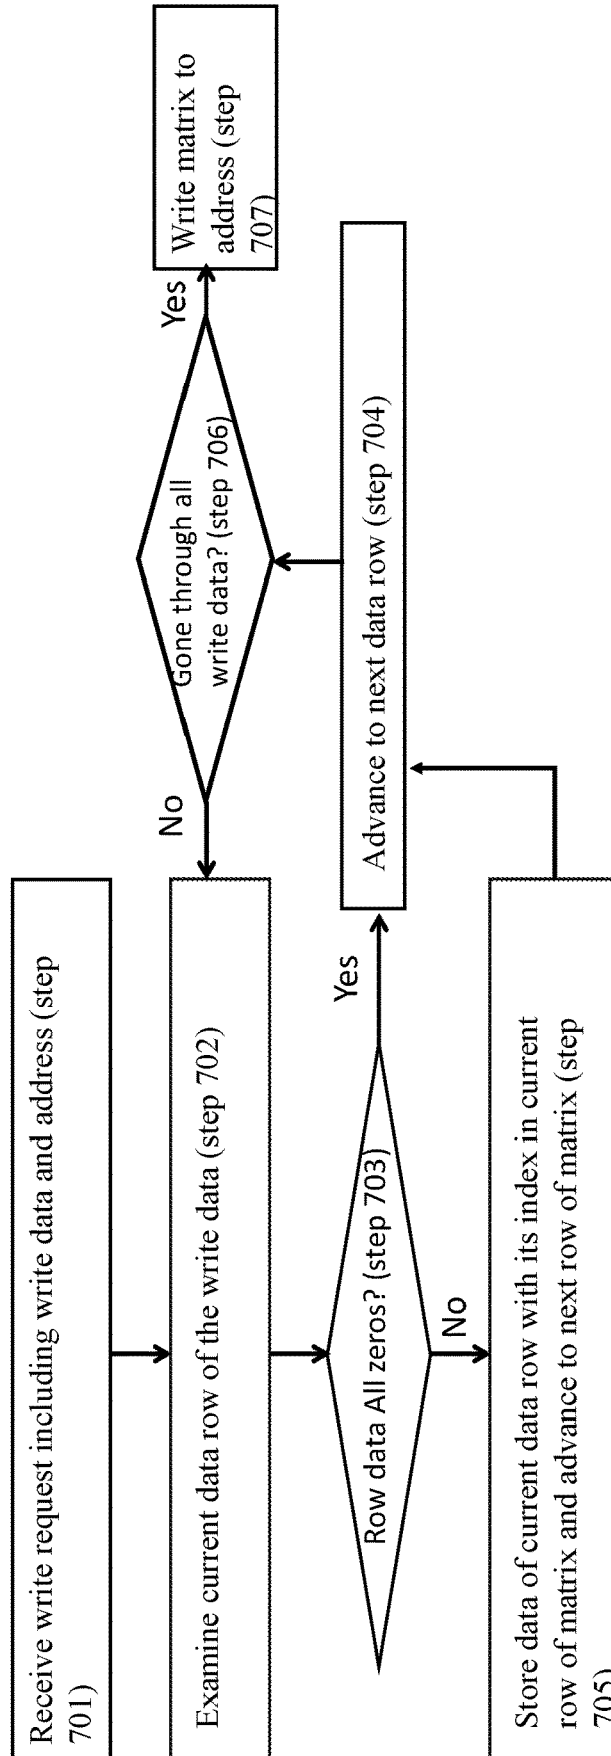 Receive write request including write data and address (step
701)
Examine current data row of the write data (step 702)
Row data All zeros? (step 703)
Yes
No
Store data of current data row with its index in current
row of matrix and advance to next row of matrix (step
705)
Advance to next data row (step 704)
Gone through all
write data? (step 706)
No
Yes
Write matrix to
address (step
707)